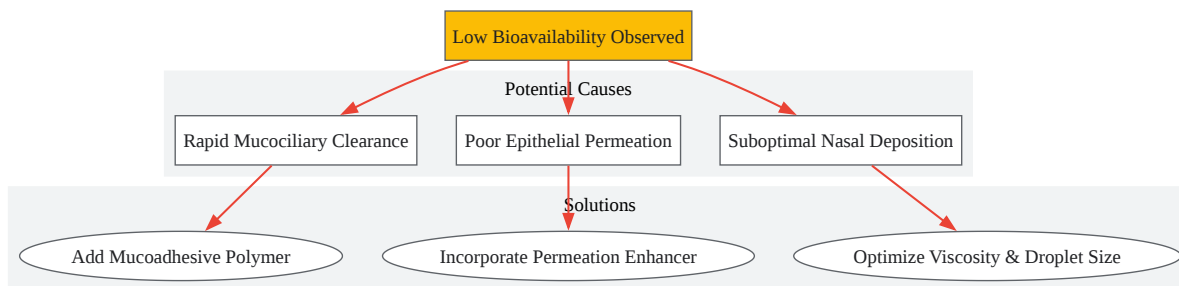 Low Bioavailability Observed
Potential Causes
Rapid Mucociliary Clearance
Poor Epithelial Permeation
Suboptimal Nasal Deposition
Solutions
Add Mucoadhesive Polymer
Incorporate Permeation Enhancer
Optimize Viscosity & Droplet Size